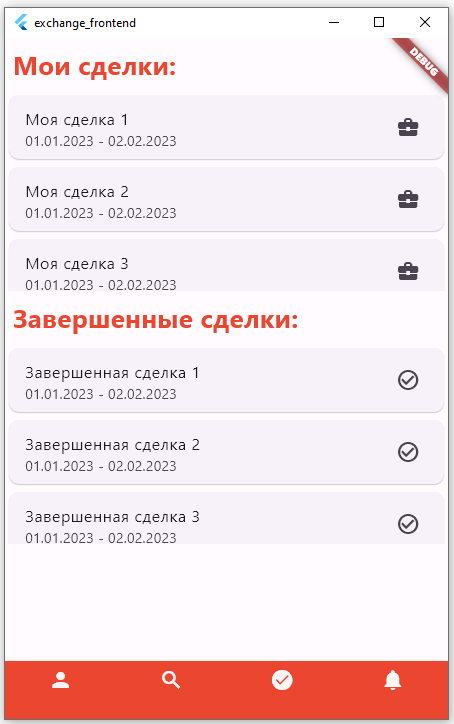 exchange_frontend
DEBUG
Мои сделки:
Моя сделка 1
01.01.2023 - 02.02.2023
Моя сделка 2
01.01.2023 - 02.02.2023
Моя сделка 3
01.01.2023 - 02.02.2023
Завершенные сделки:
Завершенная сделка 1
01.01.2023 - 02.02.2023
Завершенная сделка 2
01.01.2023 - 02.02.2023
Завершенная сделка 3
01.01.2023 - 02.02.2023